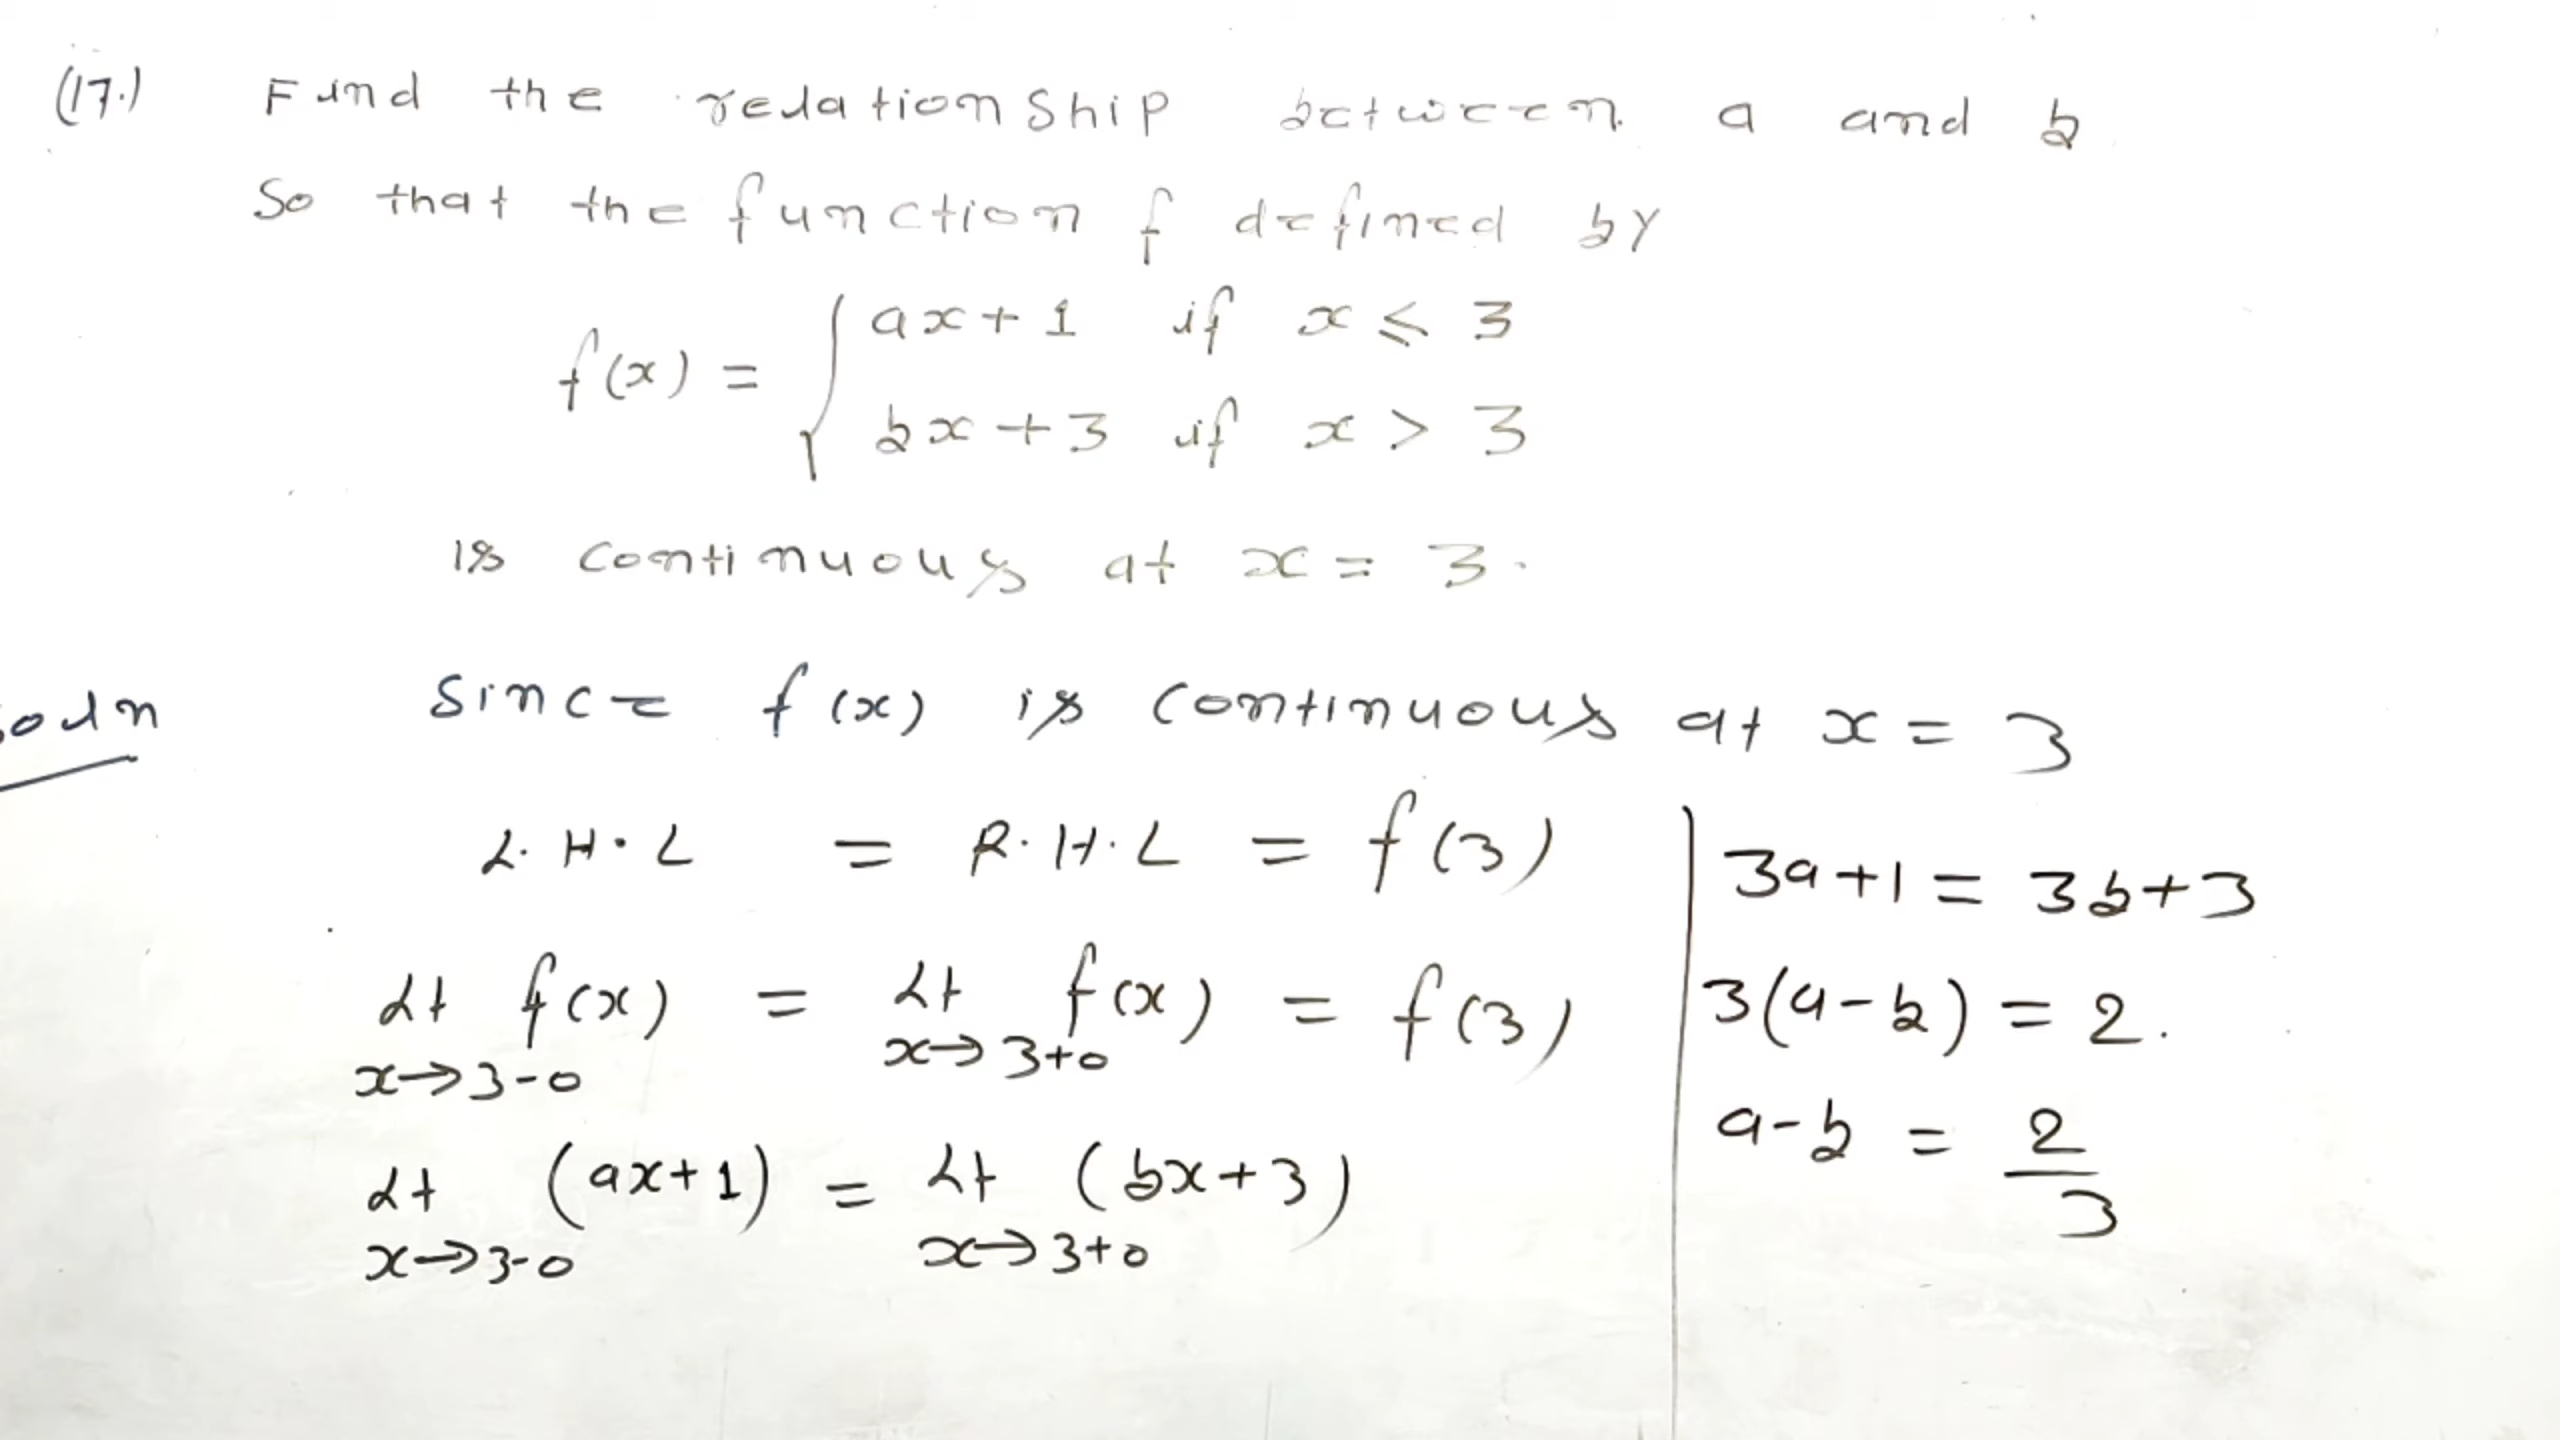 (17.) Find the relationship between a and b
So that the function f defined by
f(x) = { ax + 1 if x ⩽ 3
bx + 3 if x > 3
is continuous at x = 3.
Soln Since f(x) is continuous at x = 3
L.H.L = R.H.L = f(3)
Lt f(x) = Lt f(x) = f(3)
x→3-0 x→3+0
Lt (ax+1) = Lt (bx+3)
x→3-0 x→3+0
3a+1 = 3b+3
3(a-b) = 2.
a-b = 2/3